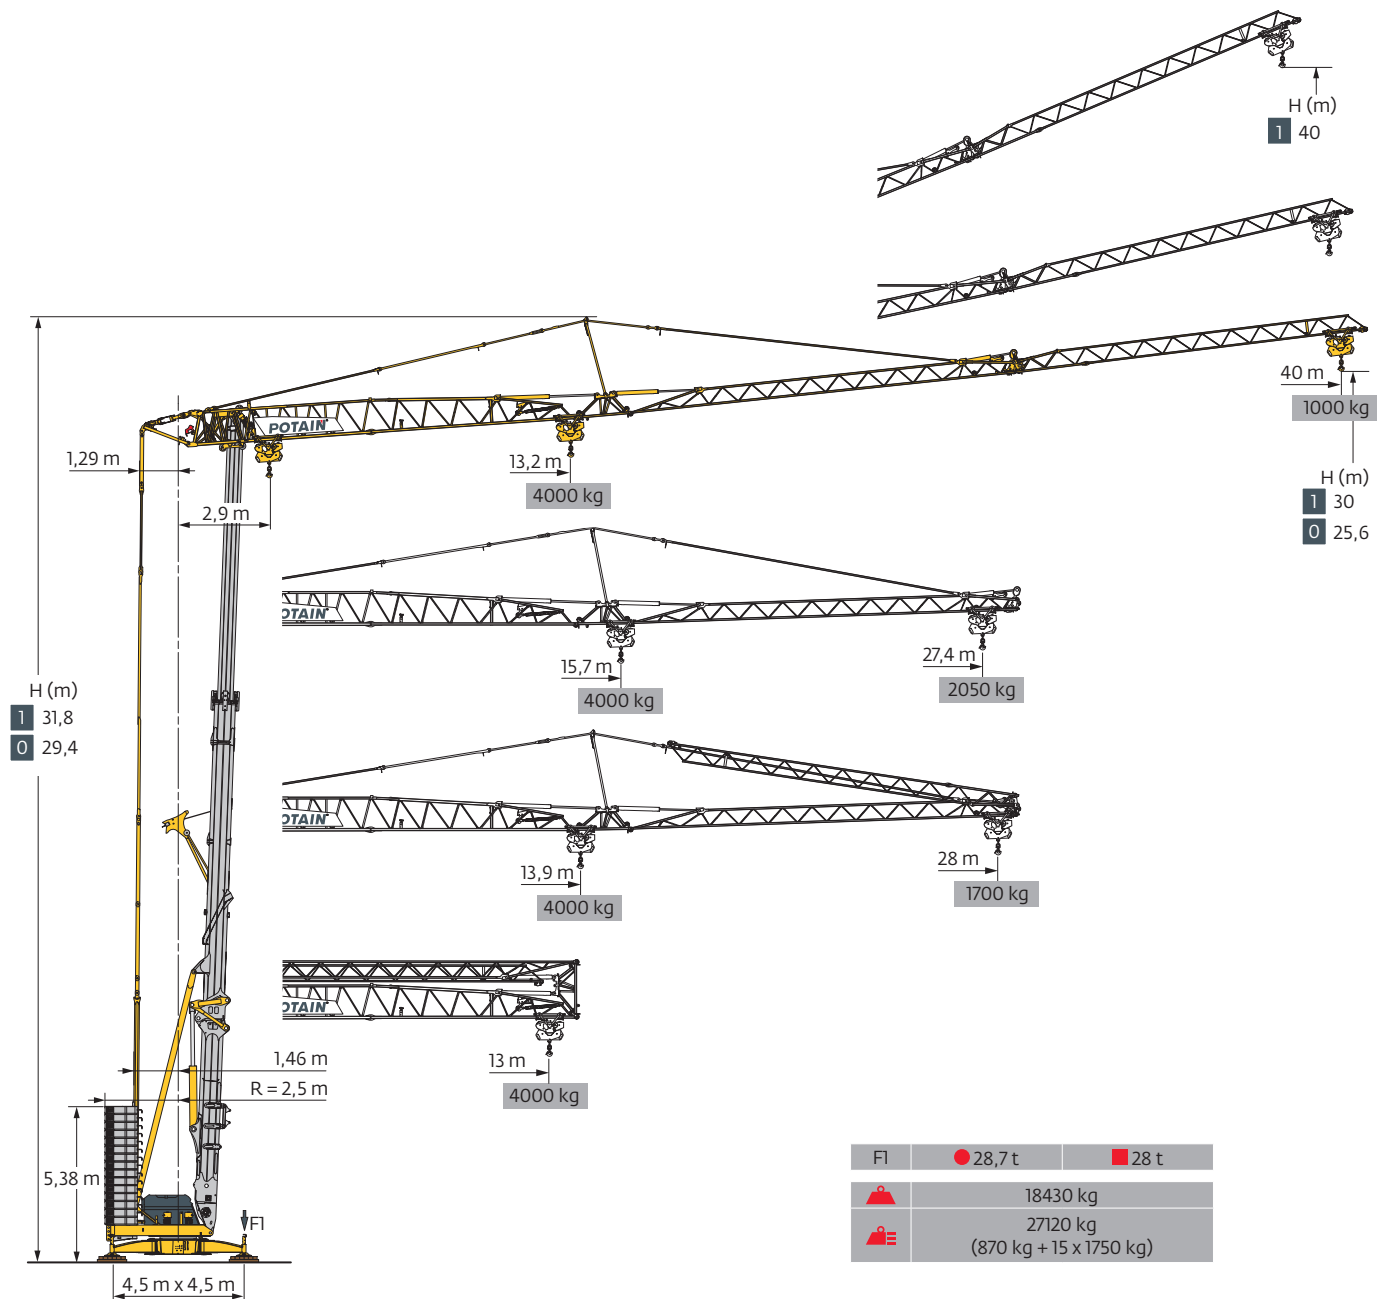 H (m)
1 40
40 m
1000 kg
POTAIN
1,29 m
13,2 m
4000 kg
2,9 m
H (m)
1 30
0 25,6
POTAIN
15,7 m
4000 kg
27,4 m
2050 kg
H (m)
1 31,8
0 29,4
POTAIN
13,9 m
4000 kg
28 m
1700 kg
POTAIN
13 m
4000 kg
1,46 m
R = 2,5 m
5,38 m
F1
4,5 m x 4,5 m
F1 28,7 t 28 t
18430 kg
27120 kg
(870 kg + 15 x 1750 kg)